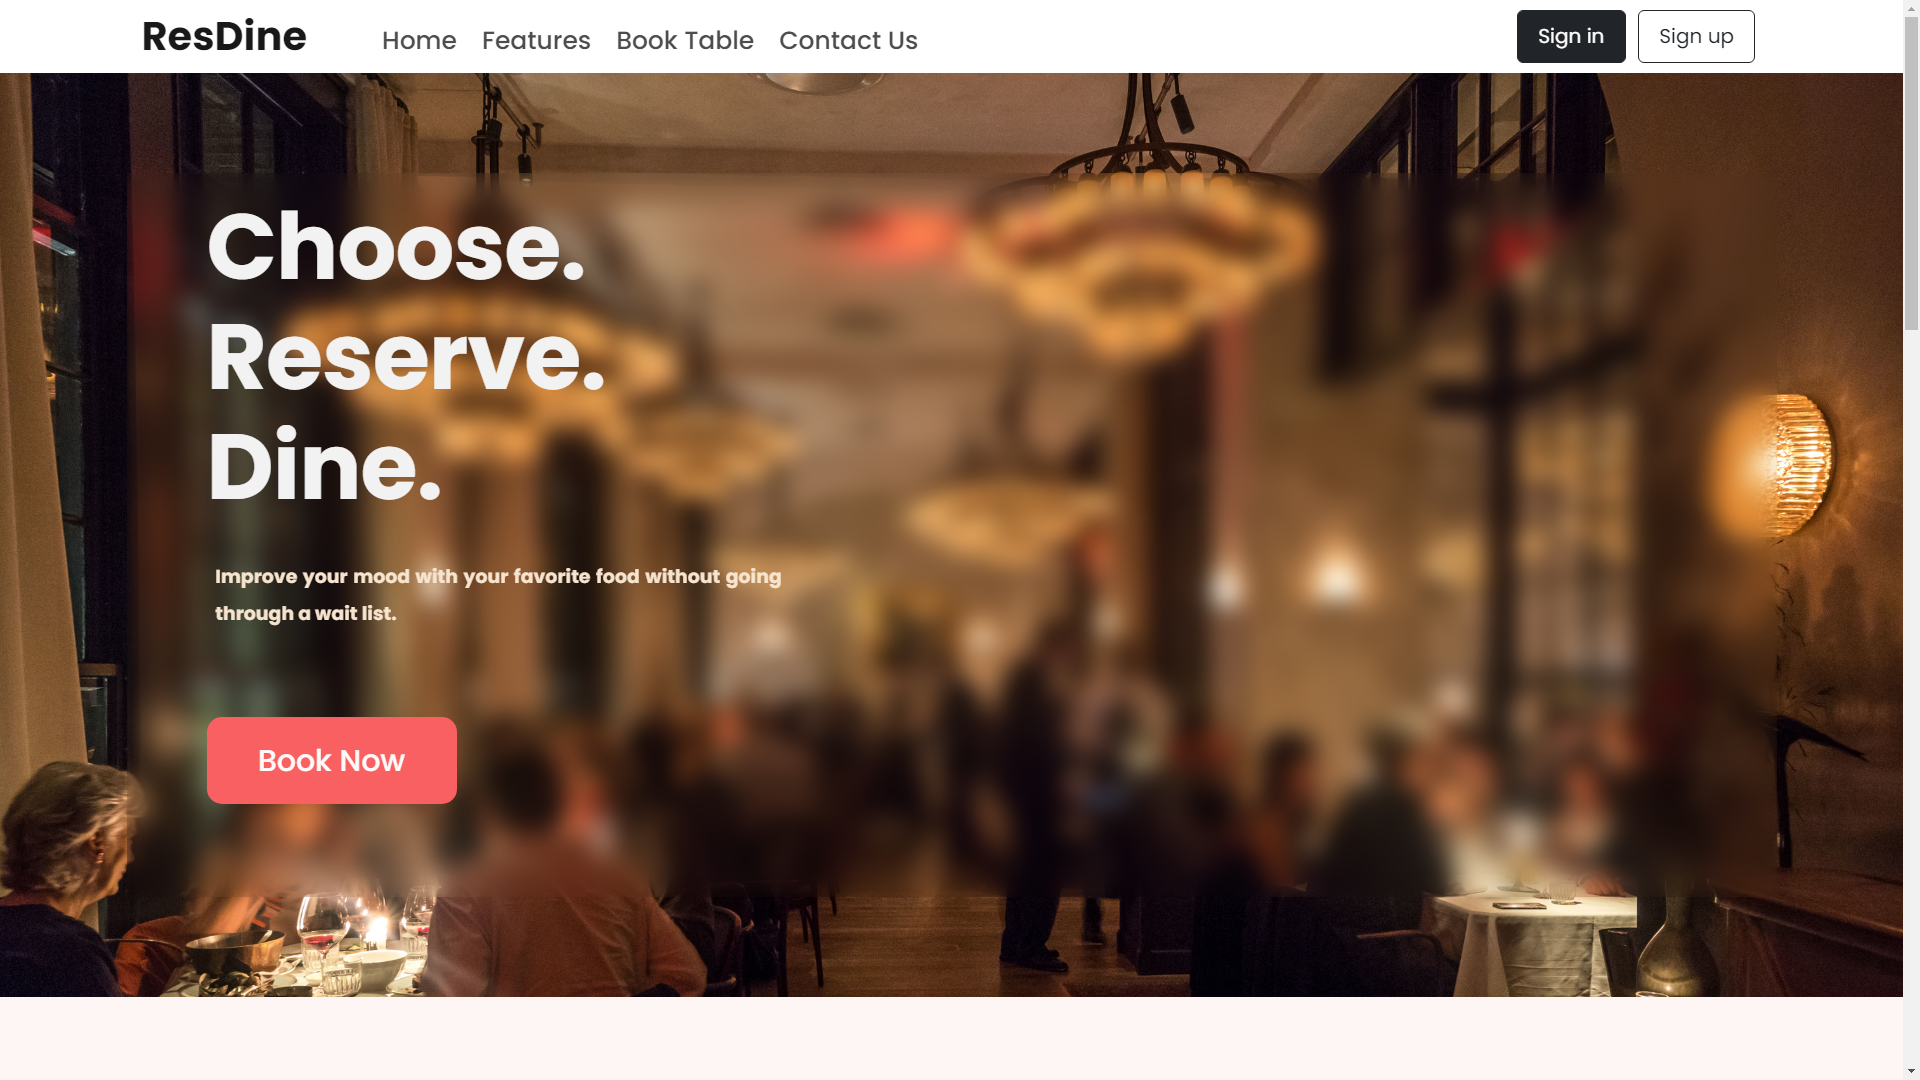 ResDine
Home Features Book Table Contact Us
Sign in Sign up
Choose.
Reserve.
Dine.
Improve your mood with your favorite food without going
through a wait list.
Book Now